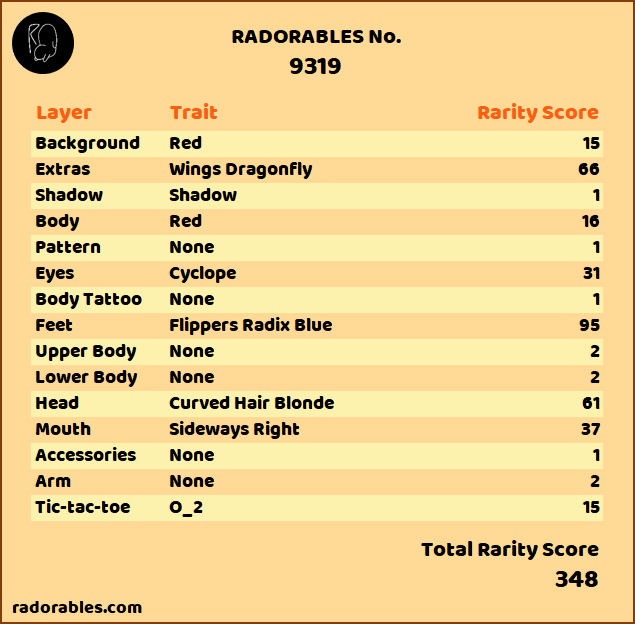 RADORABLES No.
9319
Layer Trait Rarity Score
Background Red 15
Extras Wings Dragonfly 66
Shadow Shadow 1
Body Red 16
Pattern None 1
Eyes Cyclope 31
Body Tattoo None 1
Feet Flippers Radix Blue 95
Upper Body None 2
Lower Body None 2
Head Curved Hair Blonde 61
Mouth Sideways Right 37
Accessories None 1
Arm None 2
Tic-tac-toe O_2 15
Total Rarity Score
348
radorables.com